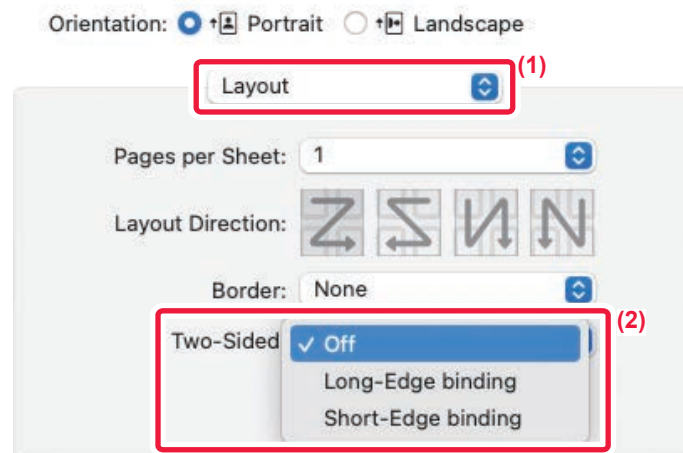 Orientation: Portrait Landscape
(1)
Layout
Pages per Sheet: 1
Layout Direction:
Border: None
(2)
Two-Sided ✓ Off
Long-Edge binding
Short-Edge binding